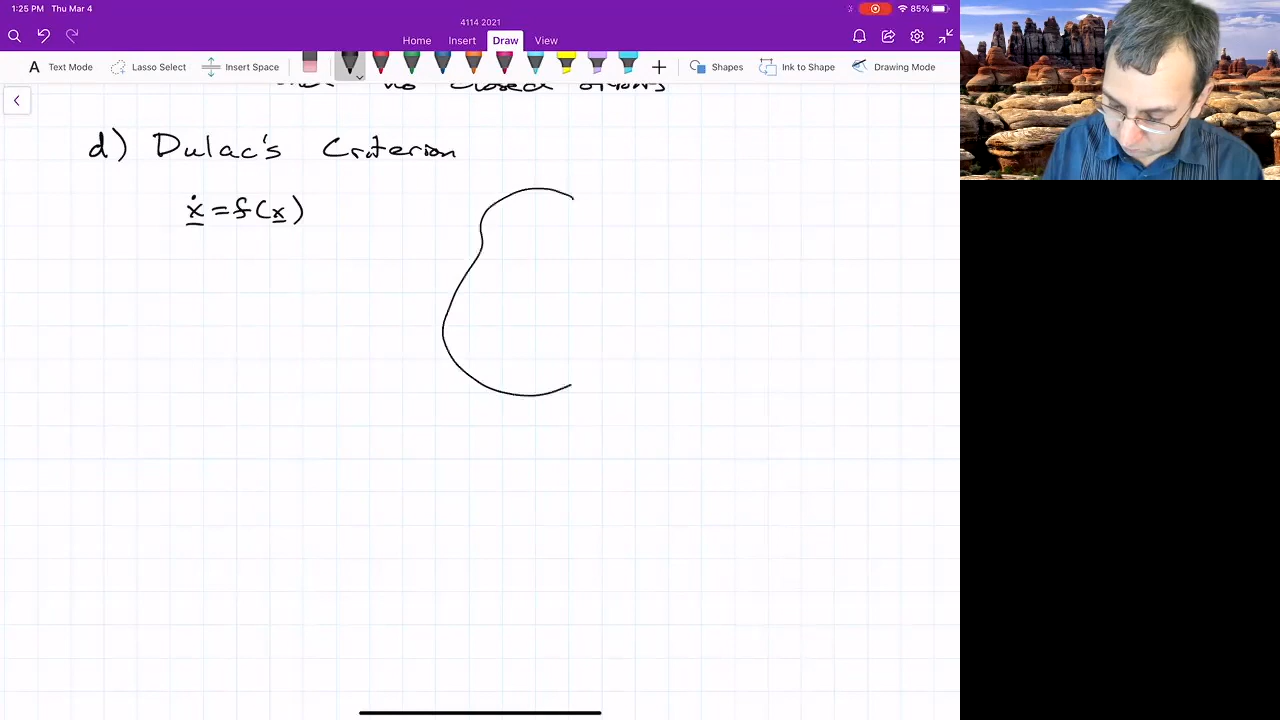 1:25 PM Thu Mar 4
85%
4114 2021
Home Insert Draw View
A Text Mode Lasso Select Insert Space Shapes Ink to Shape Drawing Mode
no closed orbits
d) Dulac's Criterion
ẋ = f(x)